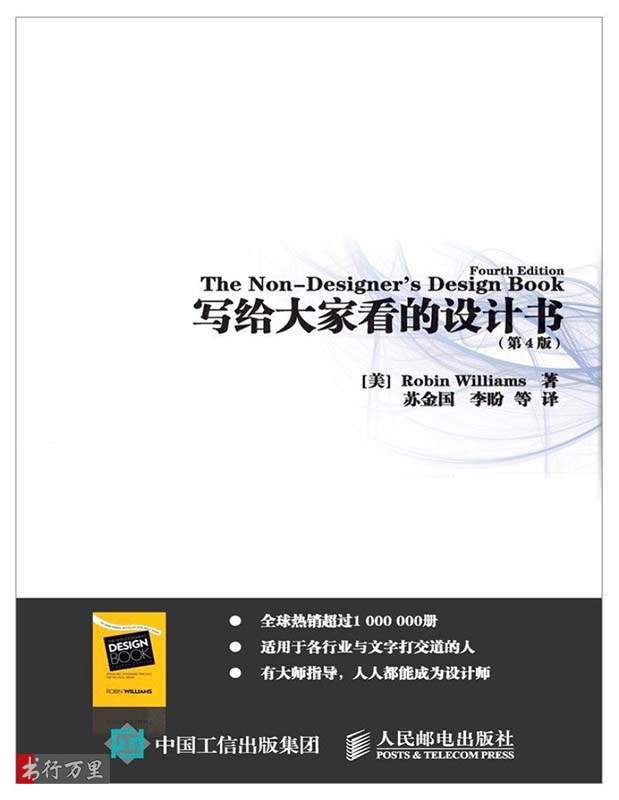 Fourth Edition
The Non-Designer's Design Book
写给大家看的设计书
（第4版）
[美] Robin Williams 著
苏金国 李盼 等 译
DESIGN
BOOK
ROBIN WILLIAMS
● 全球热销超过1 000 000册
● 适用于各行业与文字打交道的人
● 有大师指导，人人都能成为设计师
中国工信出版集团
人民邮电出版社
POSTS & TELECOM PRESS
书行万里